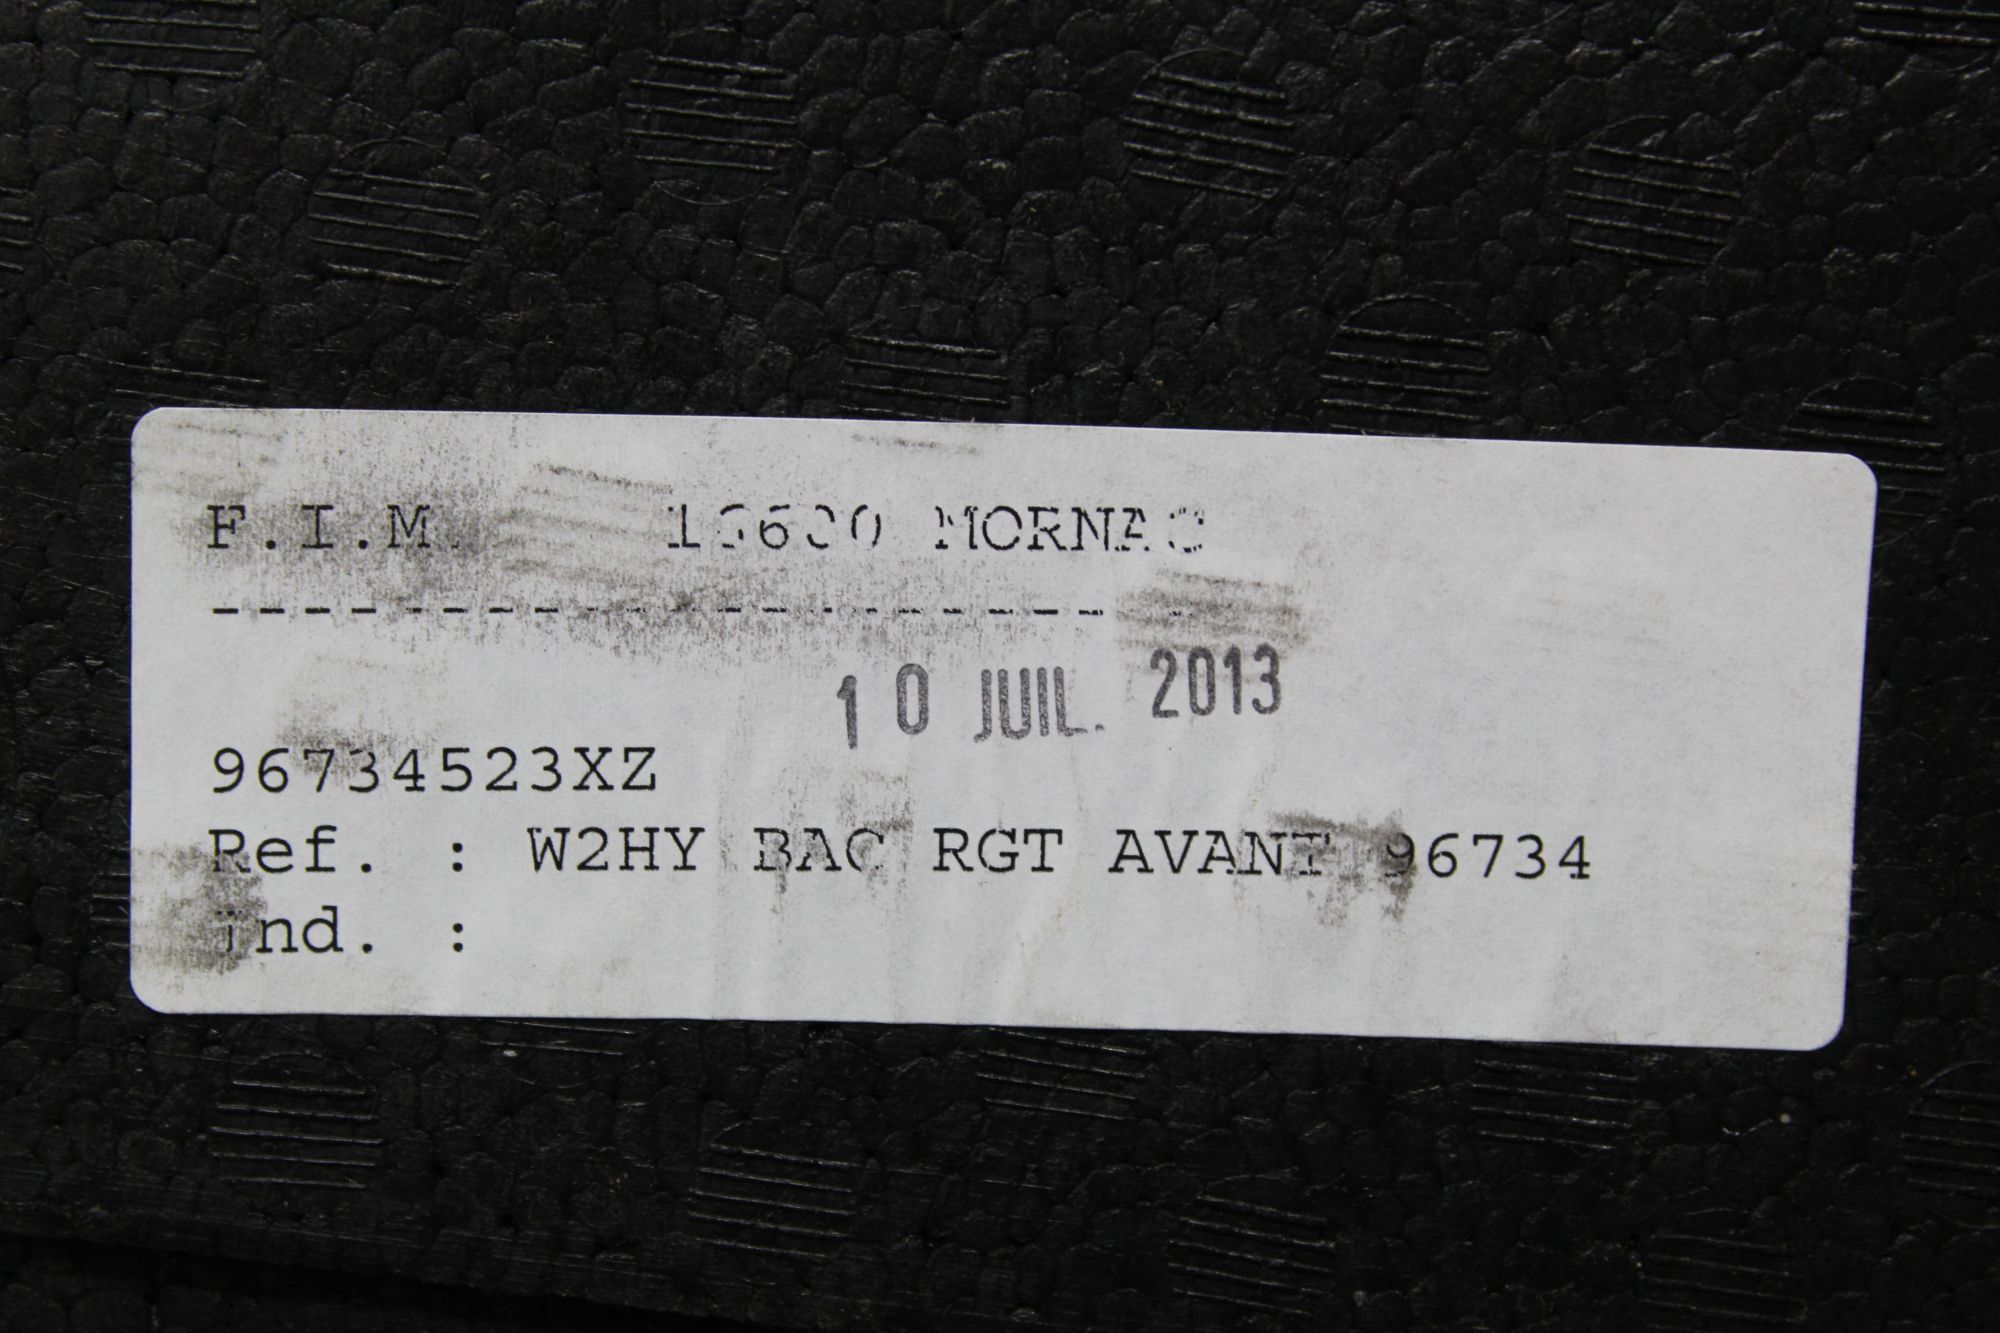 F.I.M. 16600 MORNAC
--------------------
10 JUIL. 2013
96734523XZ
Ref. : W2HY BAC RGT AVANT 96734
Ind. :